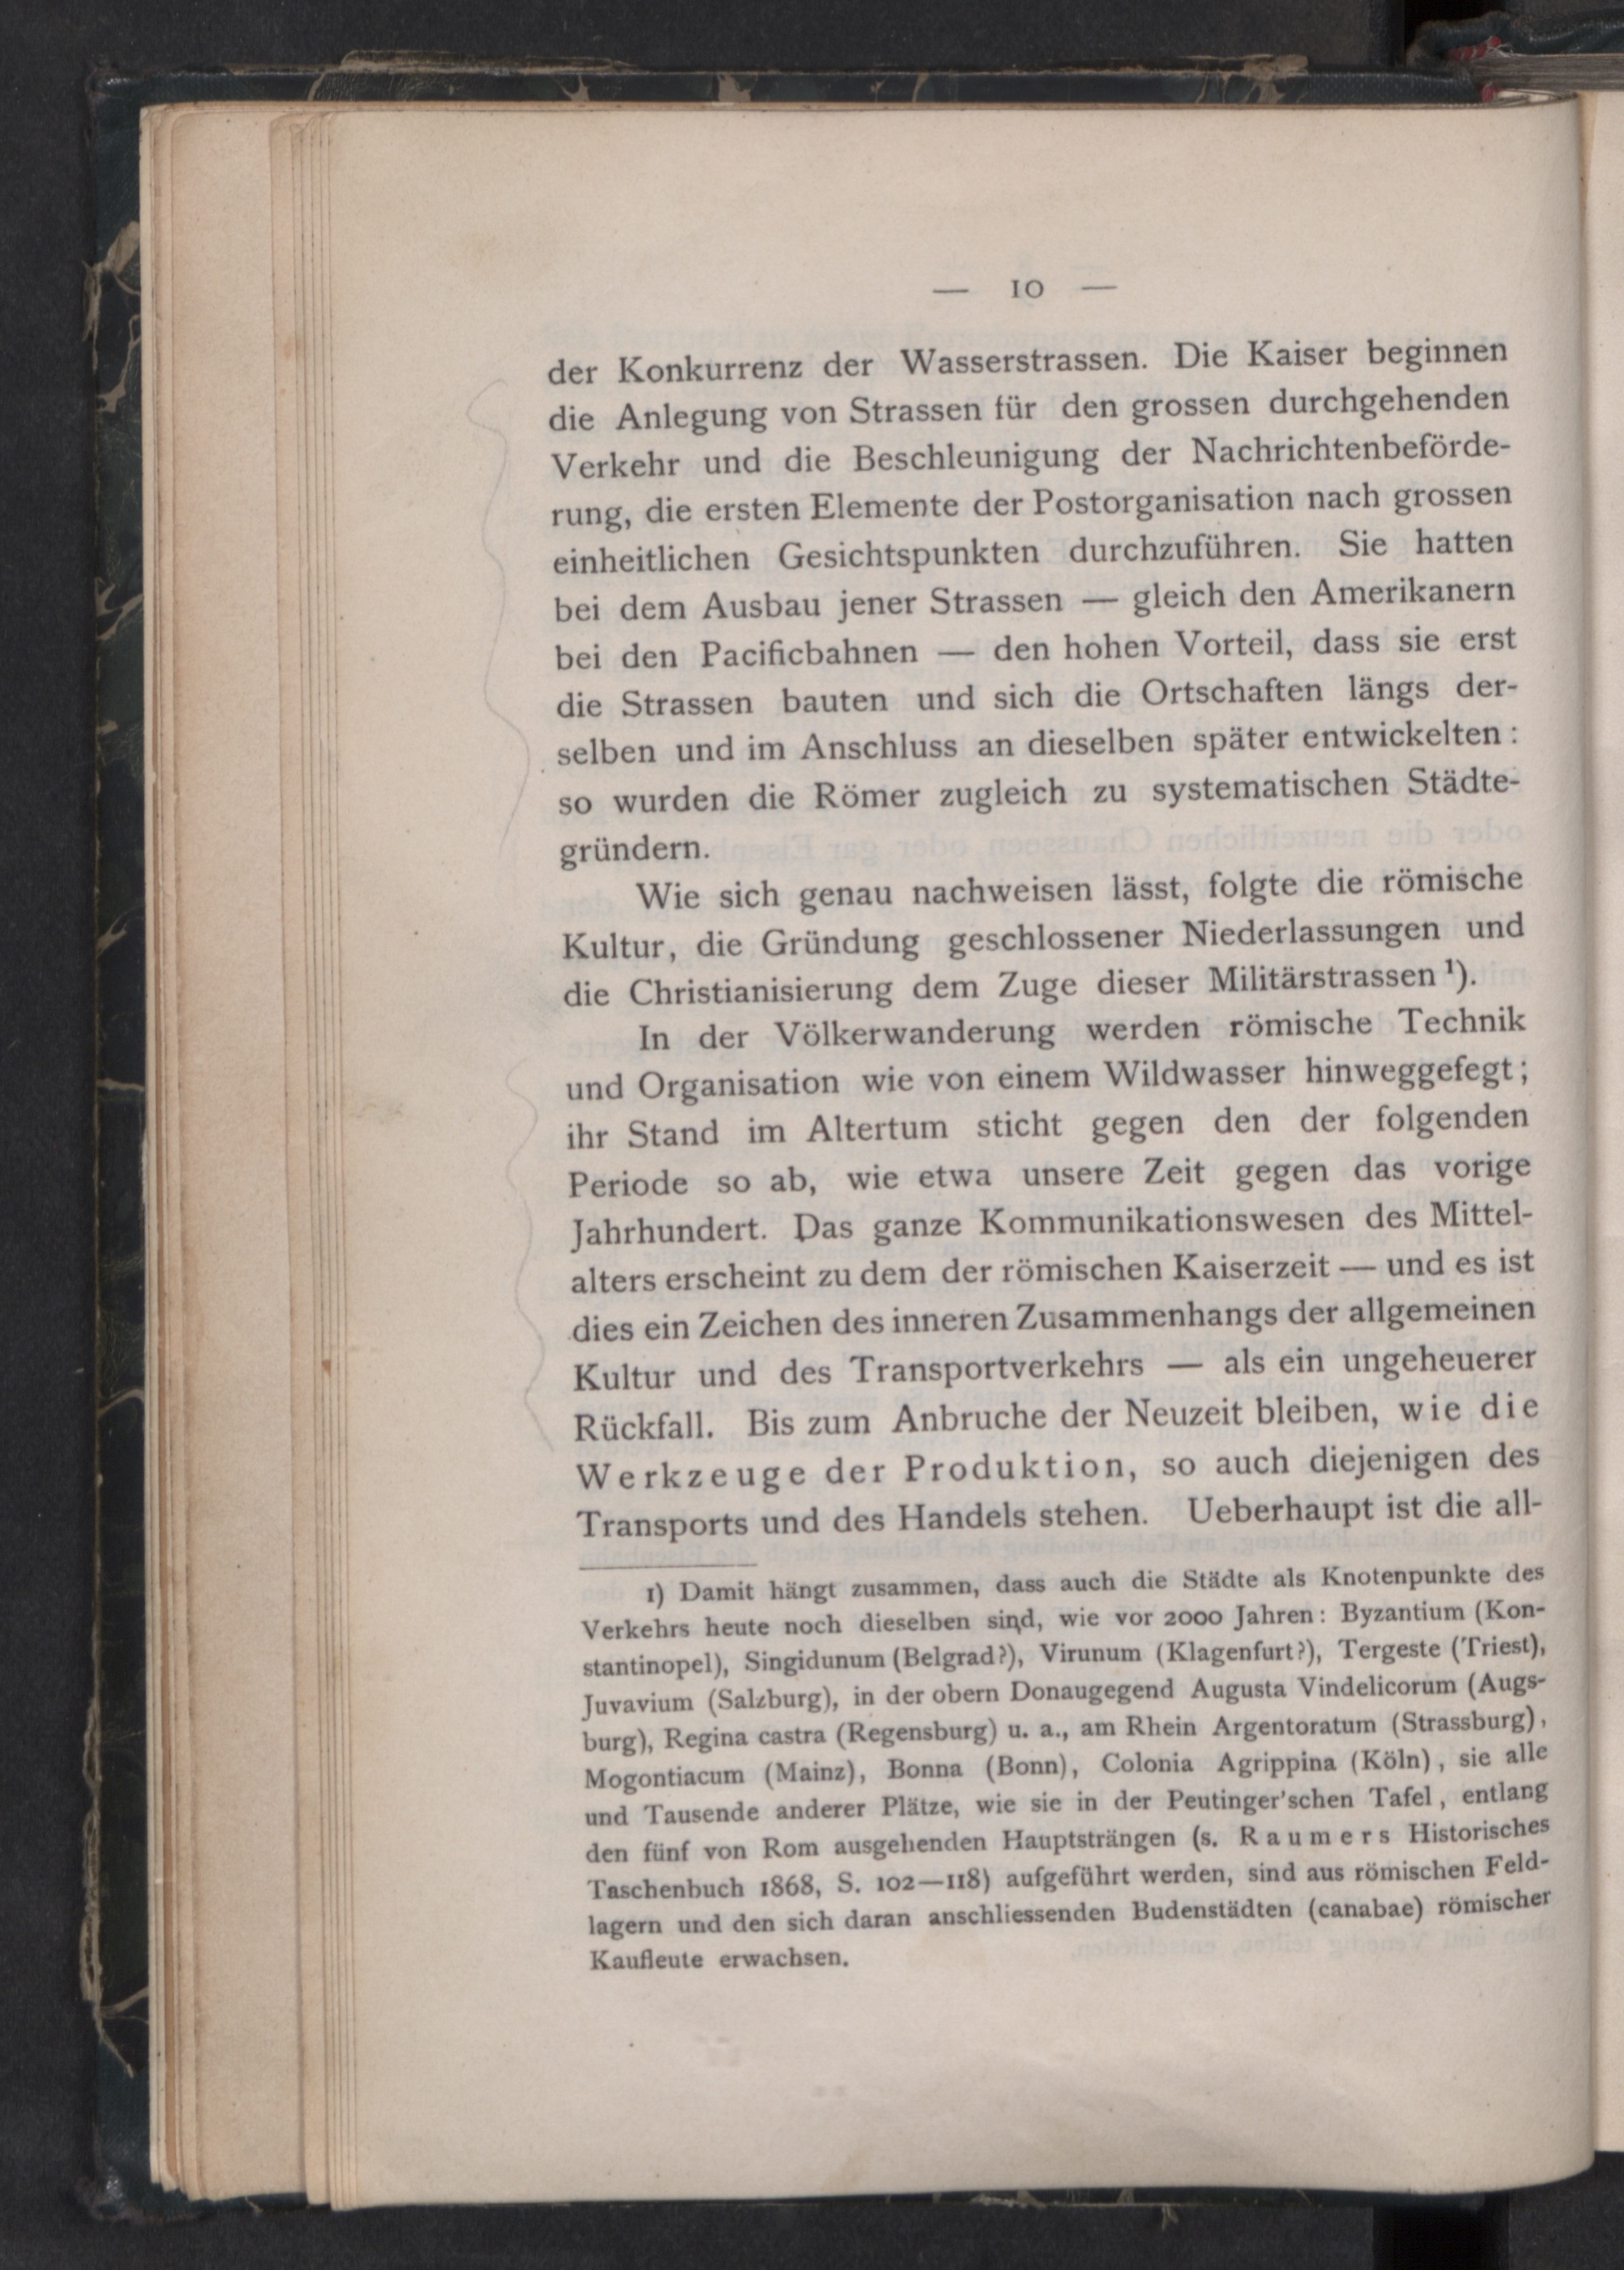 — 10 —
der Konkurrenz der Wasserstrassen. Die Kaiser beginnen
die Anlegung von Strassen für den grossen durchgehenden
Verkehr und die Beschleunigung der Nachrichtenbeförde-
rung, die ersten Elemente der Postorganisation nach grossen
einheitlichen Gesichtspunkten durchzuführen. Sie hatten
bei dem Ausbau jener Strassen — gleich den Amerikanern
bei den Pacificbahnen — den hohen Vorteil, dass sie erst
die Strassen bauten und sich die Ortschaften längs der-
selben und im Anschluss an dieselben später entwickelten:
so wurden die Römer zugleich zu systematischen Städte-
gründern.
Wie sich genau nachweisen lässt, folgte die römische
Kultur, die Gründung geschlossener Niederlassungen und
die Christianisierung dem Zuge dieser Militärstrassen ¹).
In der Völkerwanderung werden römische Technik
und Organisation wie von einem Wildwasser hinweggefegt;
ihr Stand im Altertum sticht gegen den der folgenden
Periode so ab, wie etwa unsere Zeit gegen das vorige
Jahrhundert. Das ganze Kommunikationswesen des Mittel-
alters erscheint zu dem der römischen Kaiserzeit — und es ist
dies ein Zeichen des inneren Zusammenhangs der allgemeinen
Kultur und des Transportverkehrs — als ein ungeheuerer
Rückfall. Bis zum Anbruche der Neuzeit bleiben, wie die
Werkzeuge der Produktion, so auch diejenigen des
Transports und des Handels stehen. Ueberhaupt ist die all-
1) Damit hängt zusammen, dass auch die Städte als Knotenpunkte des
Verkehrs heute noch dieselben sind, wie vor 2000 Jahren: Byzantium (Kon-
stantinopel), Singidunum (Belgrad?), Virunum (Klagenfurt?), Tergeste (Triest),
Juvavium (Salzburg), in der obern Donaugegend Augusta Vindelicorum (Augs-
burg), Regina castra (Regensburg) u. a., am Rhein Argentoratum (Strassburg),
Mogontiacum (Mainz), Bonna (Bonn), Colonia Agrippina (Köln), sie alle
und Tausende anderer Plätze, wie sie in der Peutinger'schen Tafel, entlang
den fünf von Rom ausgehenden Hauptsträngen (s. Raumers Historisches
Taschenbuch 1868, S. 102—118) aufgeführt werden, sind aus römischen Feld-
lagern und den sich daran anschliessenden Budenstädten (canabae) römischer
Kaufleute erwachsen.